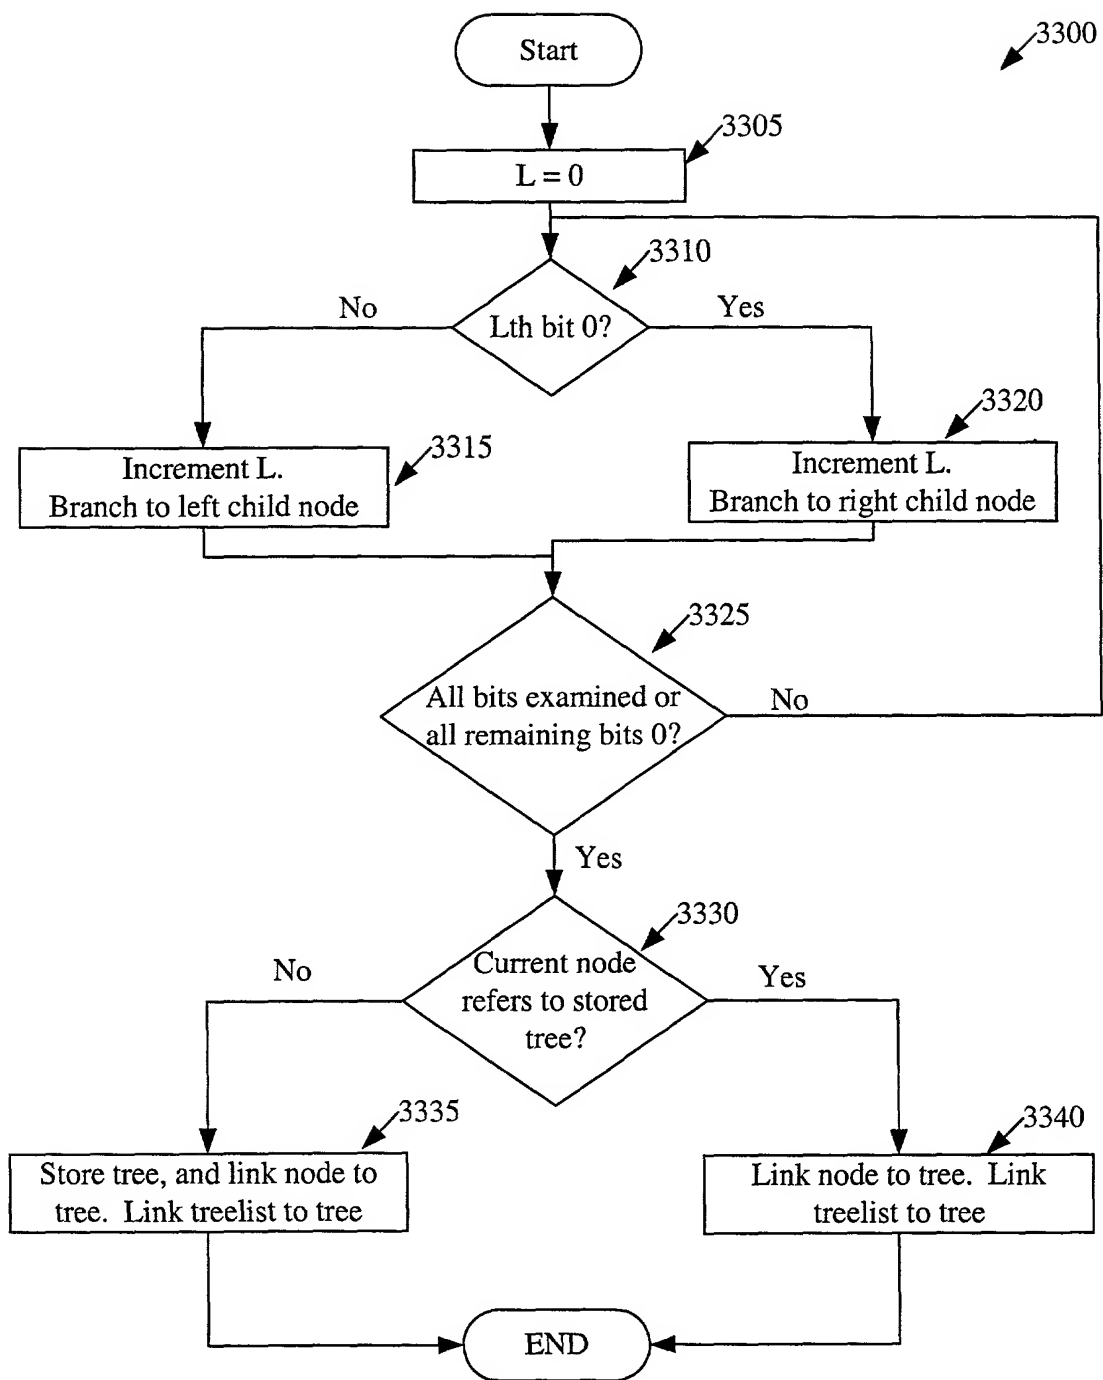 Start
3300
3305
L = 0
3310
No
Lth bit 0?
Yes
3315
3320
Increment L.
Branch to left child node
Increment L.
Branch to right child node
3325
All bits examined or
all remaining bits 0?
No
Yes
3330
Current node
refers to stored
tree?
No
Yes
3335
3340
Store tree, and link node to
tree. Link treelist to tree
Link node to tree. Link
treelist to tree
END